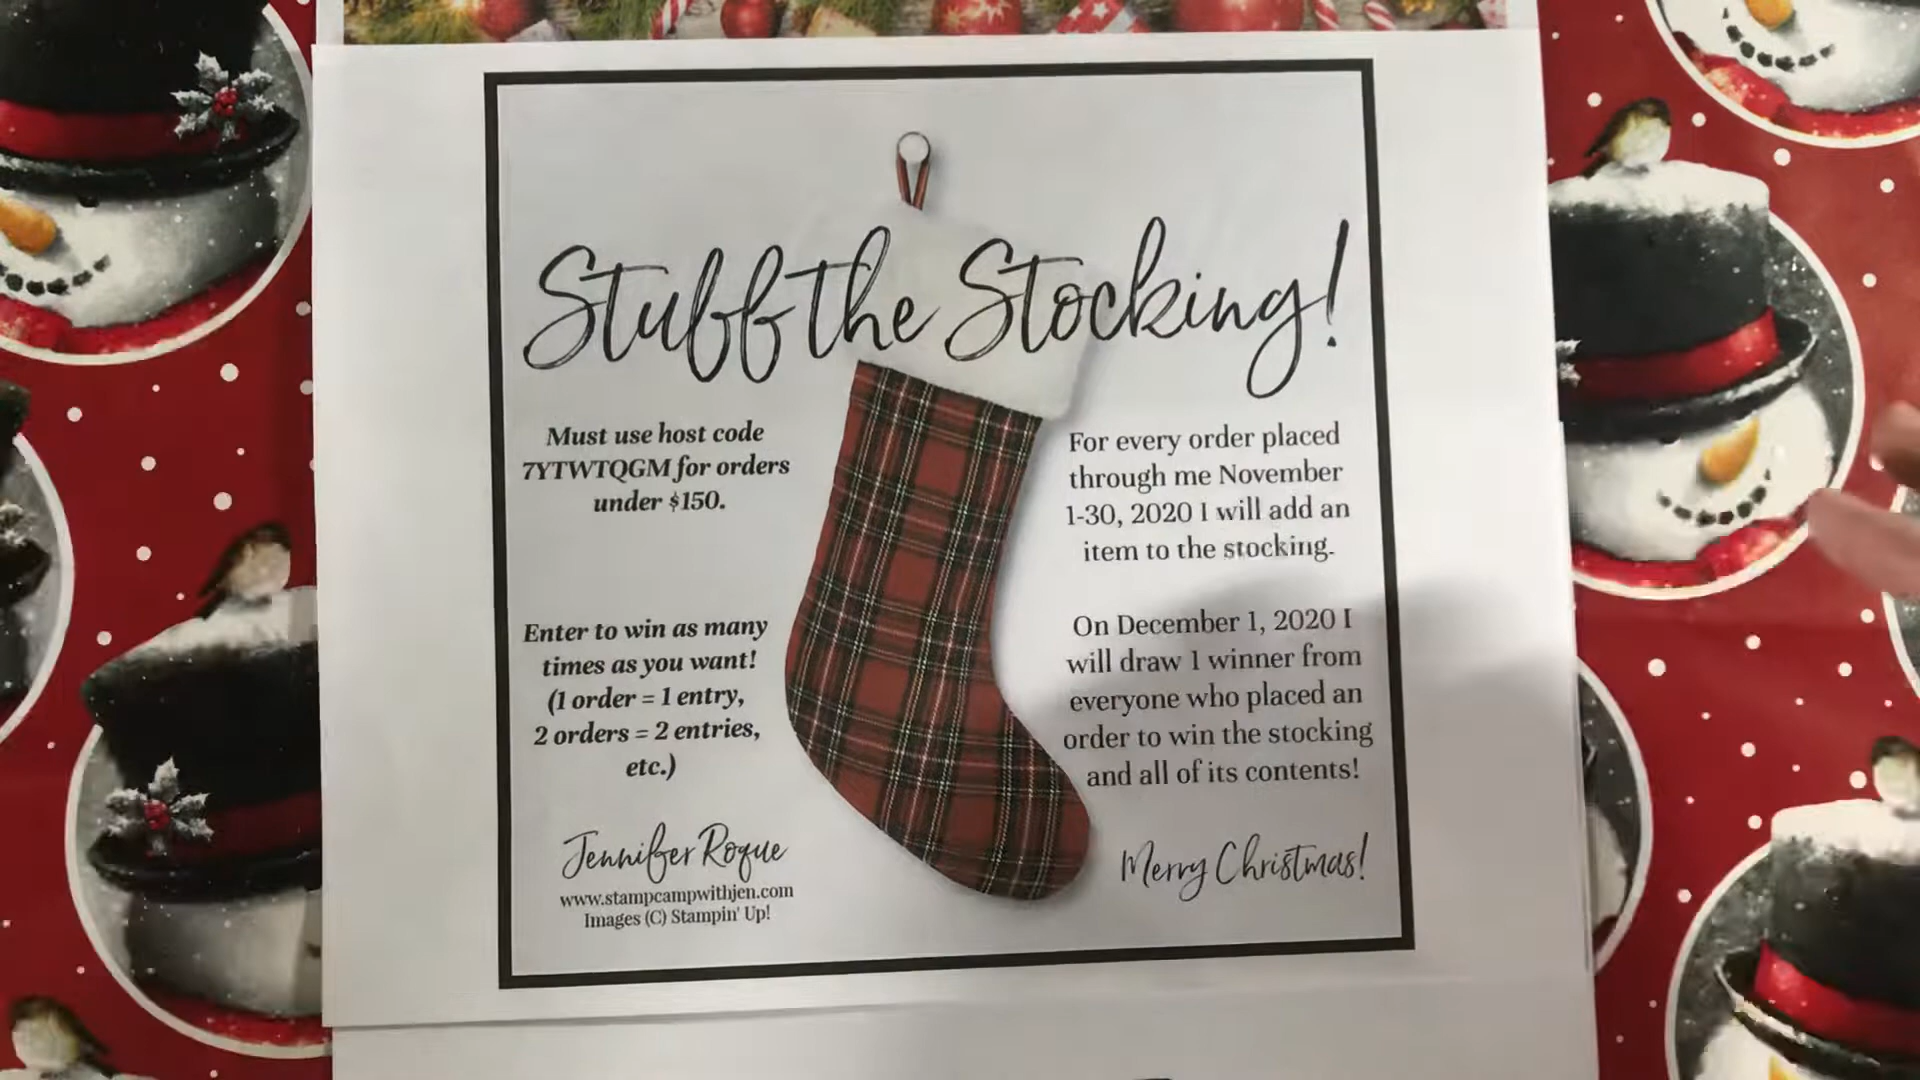 Stuff the Stocking!
Must use host code
7YTWTQGM for orders
under $150.
Enter to win as many
times as you want!
(1 order = 1 entry,
2 orders = 2 entries,
etc.)
Jennifer Roque
www.stampcampwithjen.com
Images (C) Stampin' Up!
For every order placed
through me November
1-30, 2020 I will add an
item to the stocking.
On December 1, 2020 I
will draw 1 winner from
everyone who placed an
order to win the stocking
and all of its contents!
Merry Christmas!